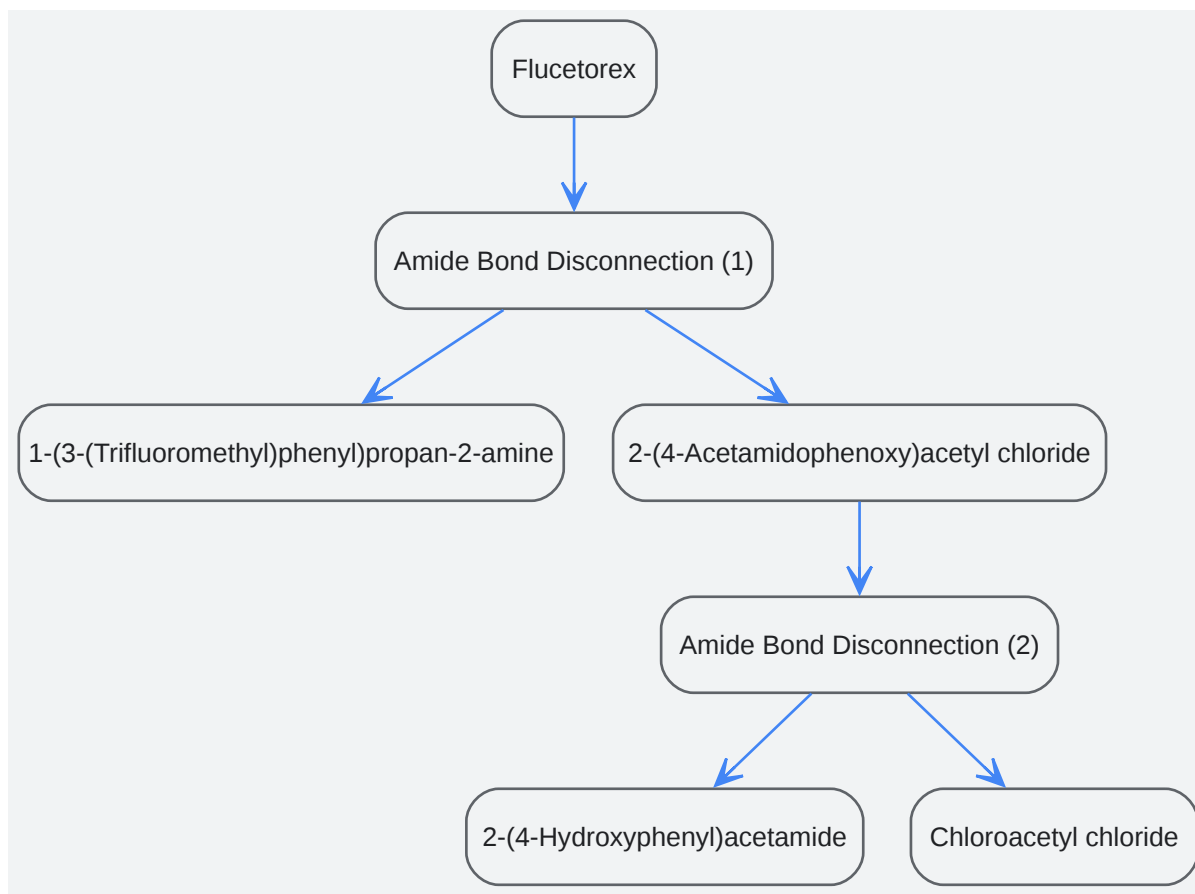 Flucetorex
Amide Bond Disconnection (1)
1-(3-(Trifluoromethyl)phenyl)propan-2-amine
2-(4-Acetamidophenoxy)acetyl chloride
Amide Bond Disconnection (2)
2-(4-Hydroxyphenyl)acetamide
Chloroacetyl chloride